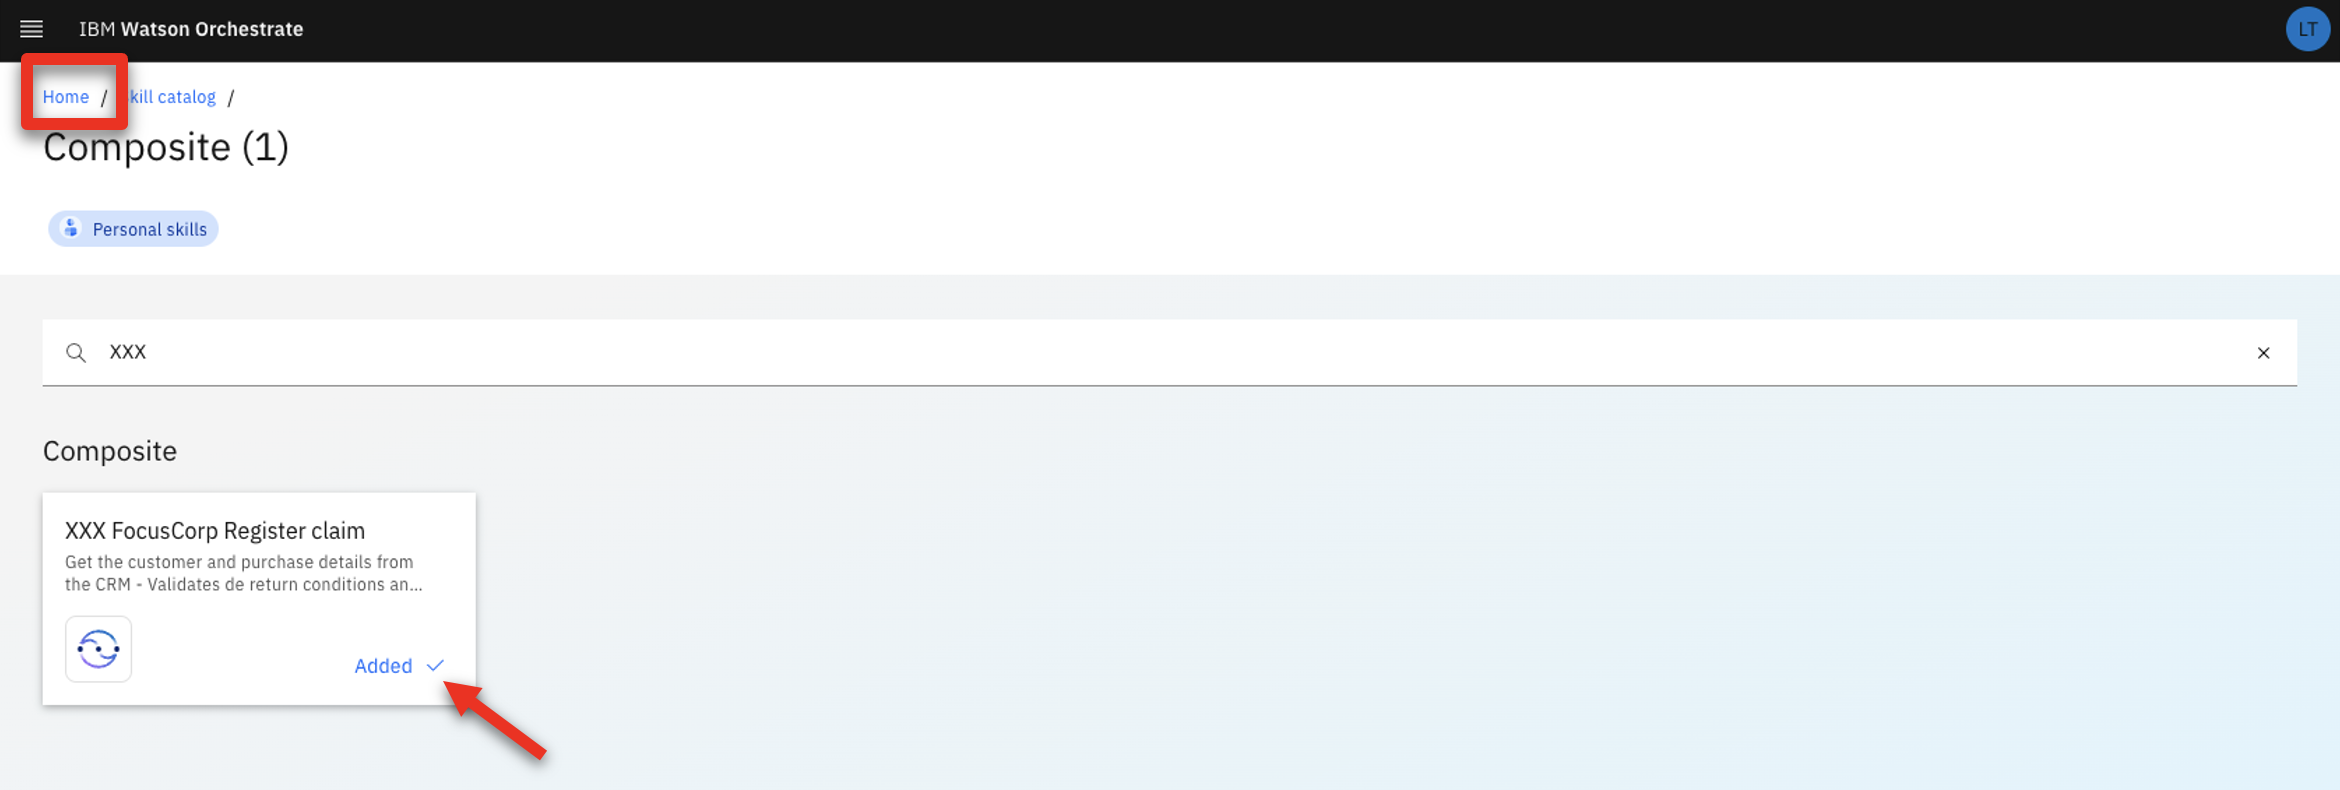 IBM Watson Orchestrate
LT
Home / kill catalog /
Composite (1)
Personal skills
XXX
Composite
XXX FocusCorp Register claim
Get the customer and purchase details from
the CRM - Validates de return conditions an...
Added